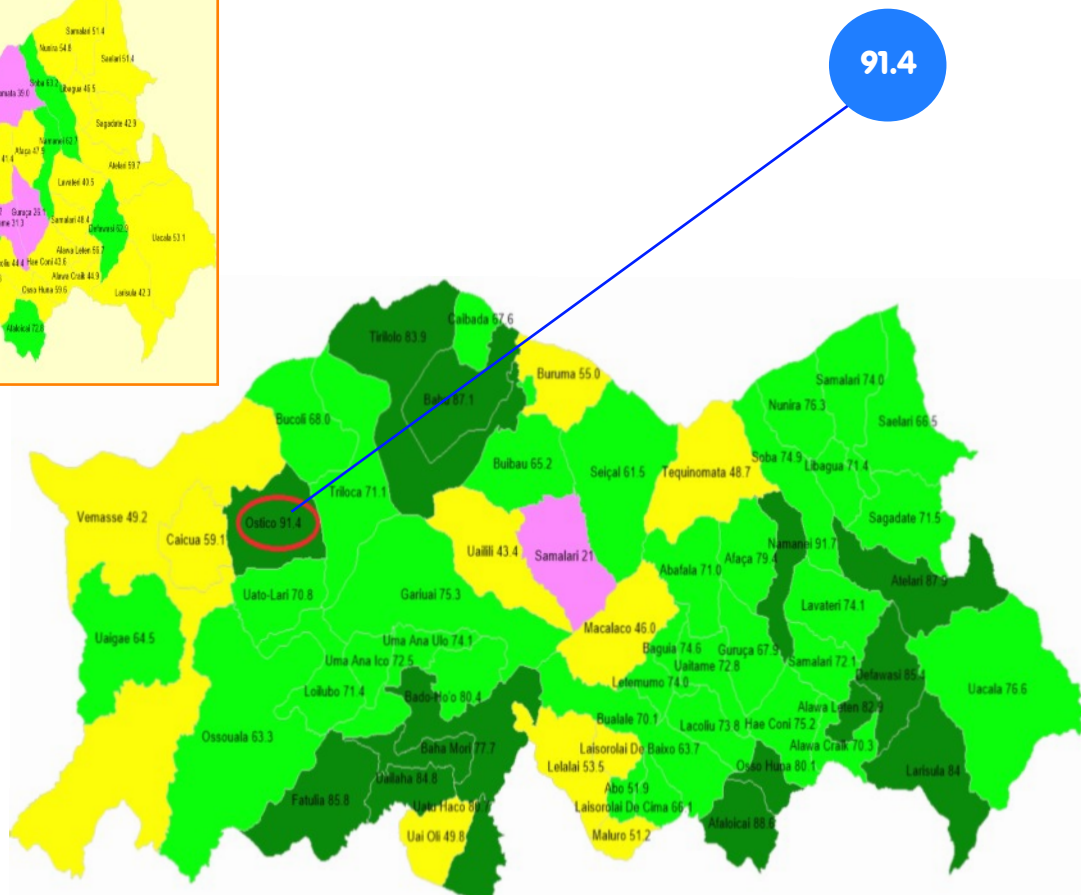 Samalari 51.4
Nunira 54.8
Saelari 51.4
Soba 63.2
Libagua 46.5
Sagadate 42.9
Namanei 62.7
41.4
Afaça 47.5
Atelari 59.7
Lavateri 40.5
Guruça 26.1
Samalari 48.4
Defawasi 62.0
Uacala 53.1
Alawa Leten 56.7
Hae Coni 43.6
Alawa Craik 44.9
Osso Huna 59.6
Larisula 42.3
Afaloicai 72.0
91.4
Tirilolo 83.9
Caibada 67.6
Buruma 55.0
Bahu 87.1
Bucoli 68.0
Samalari 74.0
Nunira 76.3
Saelari 66.5
Buibau 65.2
Seiçal 61.5
Tequinomata 48.7
Soba 74.9
Libagua 71.4
Triloca 71.1
Vemasse 49.2
Caicua 59.1
Ostico 91.4
Sagadate 71.5
Uailili 43.4
Samalari 21
Namanei 91.7
Afaça 79.4
Abafala 71.0
Atelari 87.9
Uato-Lari 70.8
Gariuai 75.3
Lavateri 74.1
Uaigae 64.5
Macalaco 46.0
Uma Ana Ulo 74.1
Baguia 74.6
Guruça 67.9
Uma Ana Ico 72.5
Uaitame 72.8
Samalari 72.1
Defawasi 85.4
Letemumo 74.0
Loilubo 71.4
Bado-Ho'o 80.4
Uacala 76.6
Alawa Leten 82.9
Bualale 70.1
Lacoliu 73.8
Hae Coni 75.2
Ossouala 63.3
Baha Mori 77.7
Laisorolai De Baixo 63.7
Alawa Craik 70.3
Lelalai 53.5
Osso Huna 80.1
Larisula 84
Uailaha 84.8
Abo 51.9
Fatulia 85.8
Uatu Haco
Laisorolai De Cima 66.1
Uai Oli 49.8
Maluro 51.2
Afaloicai 88.6